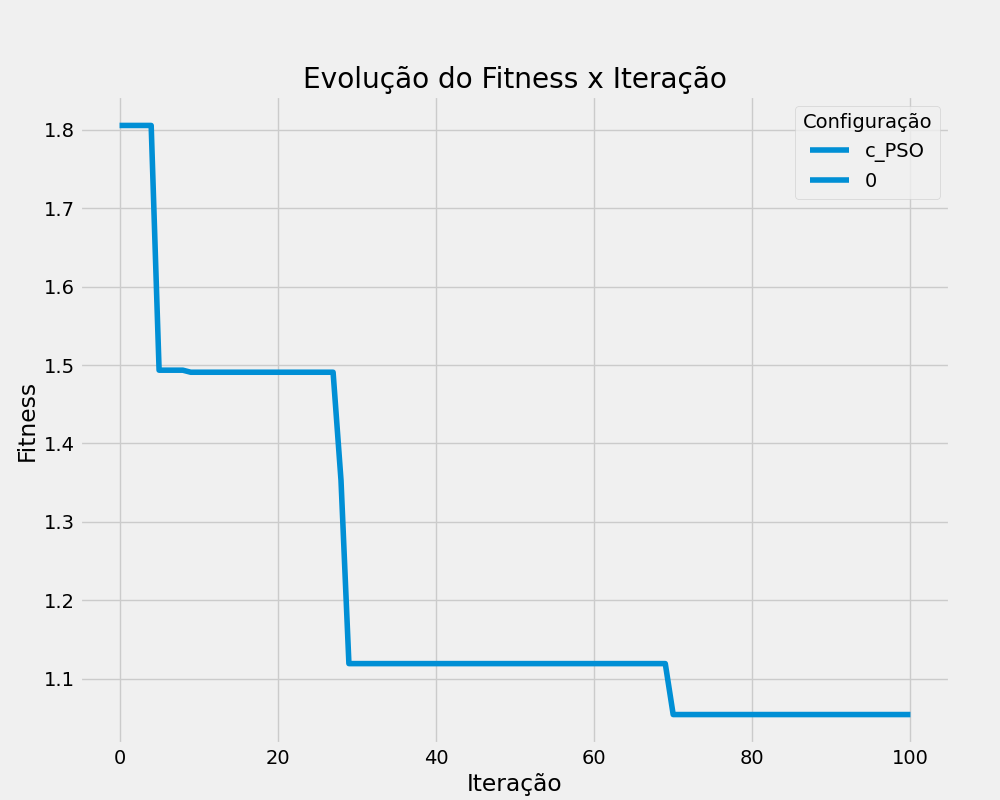 Evolução do Fitness x Iteração
Configuração
c_PSO
0
Fitness
1.8
1.7
1.6
1.5
1.4
1.3
1.2
1.1
0 20 40 60 80 100
Iteração